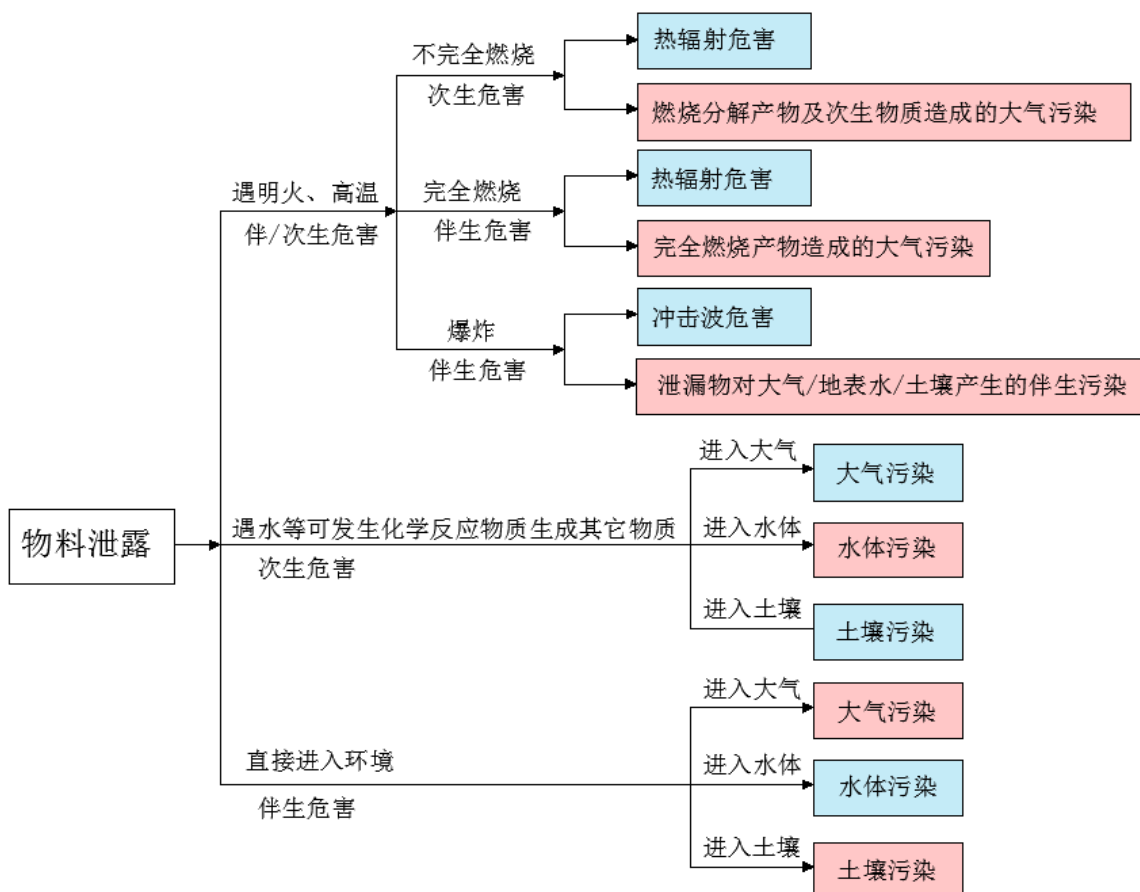 不完全燃烧
次生危害
热辐射危害
燃烧分解产物及次生物质造成的大气污染
遇明火、高温
伴/次生危害
完全燃烧
伴生危害
热辐射危害
完全燃烧产物造成的大气污染
爆炸
伴生危害
冲击波危害
泄漏物对大气/地表水/土壤产生的伴生污染
物料泄露
遇水等可发生化学反应物质生成其它物质
次生危害
进入大气
大气污染
进入水体
水体污染
进入土壤
土壤污染
直接进入环境
伴生危害
进入大气
大气污染
进入水体
水体污染
进入土壤
土壤污染